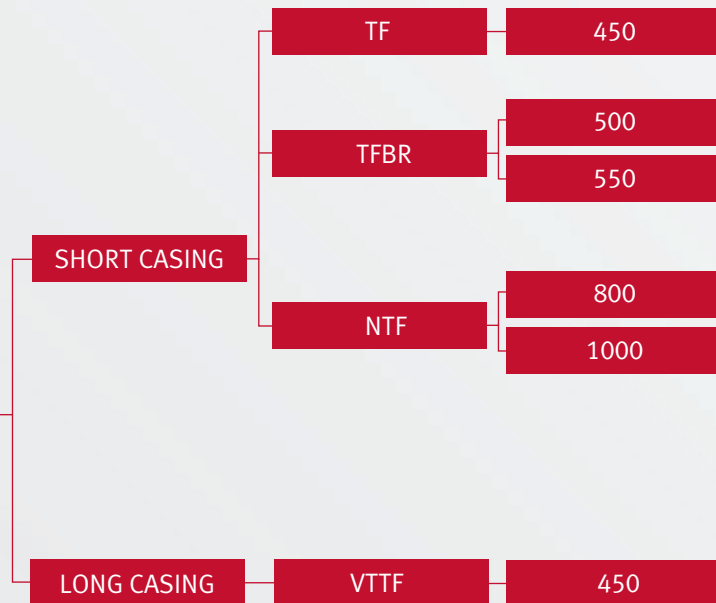 TF
450
TFBR
500
550
SHORT CASING
NTF
800
1000
LONG CASING
VTTF
450